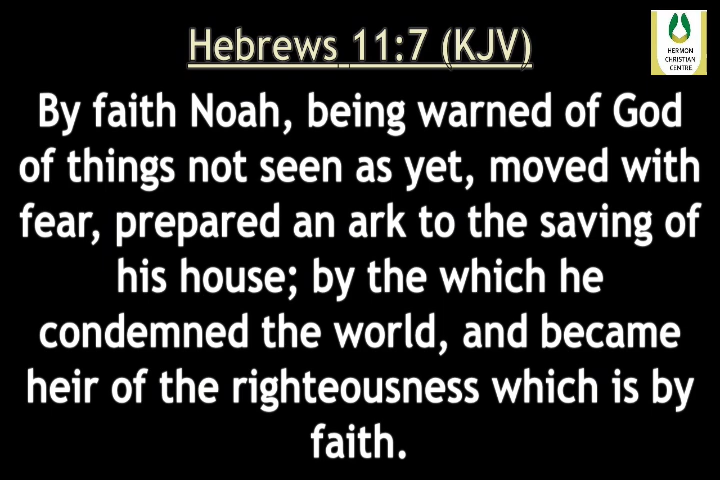 Hebrews 11:7 (KJV)
HERMON
CHRISTIAN
CENTRE
By faith Noah, being warned of God
of things not seen as yet, moved with
fear, prepared an ark to the saving of
his house; by the which he
condemned the world, and became
heir of the righteousness which is by
faith.